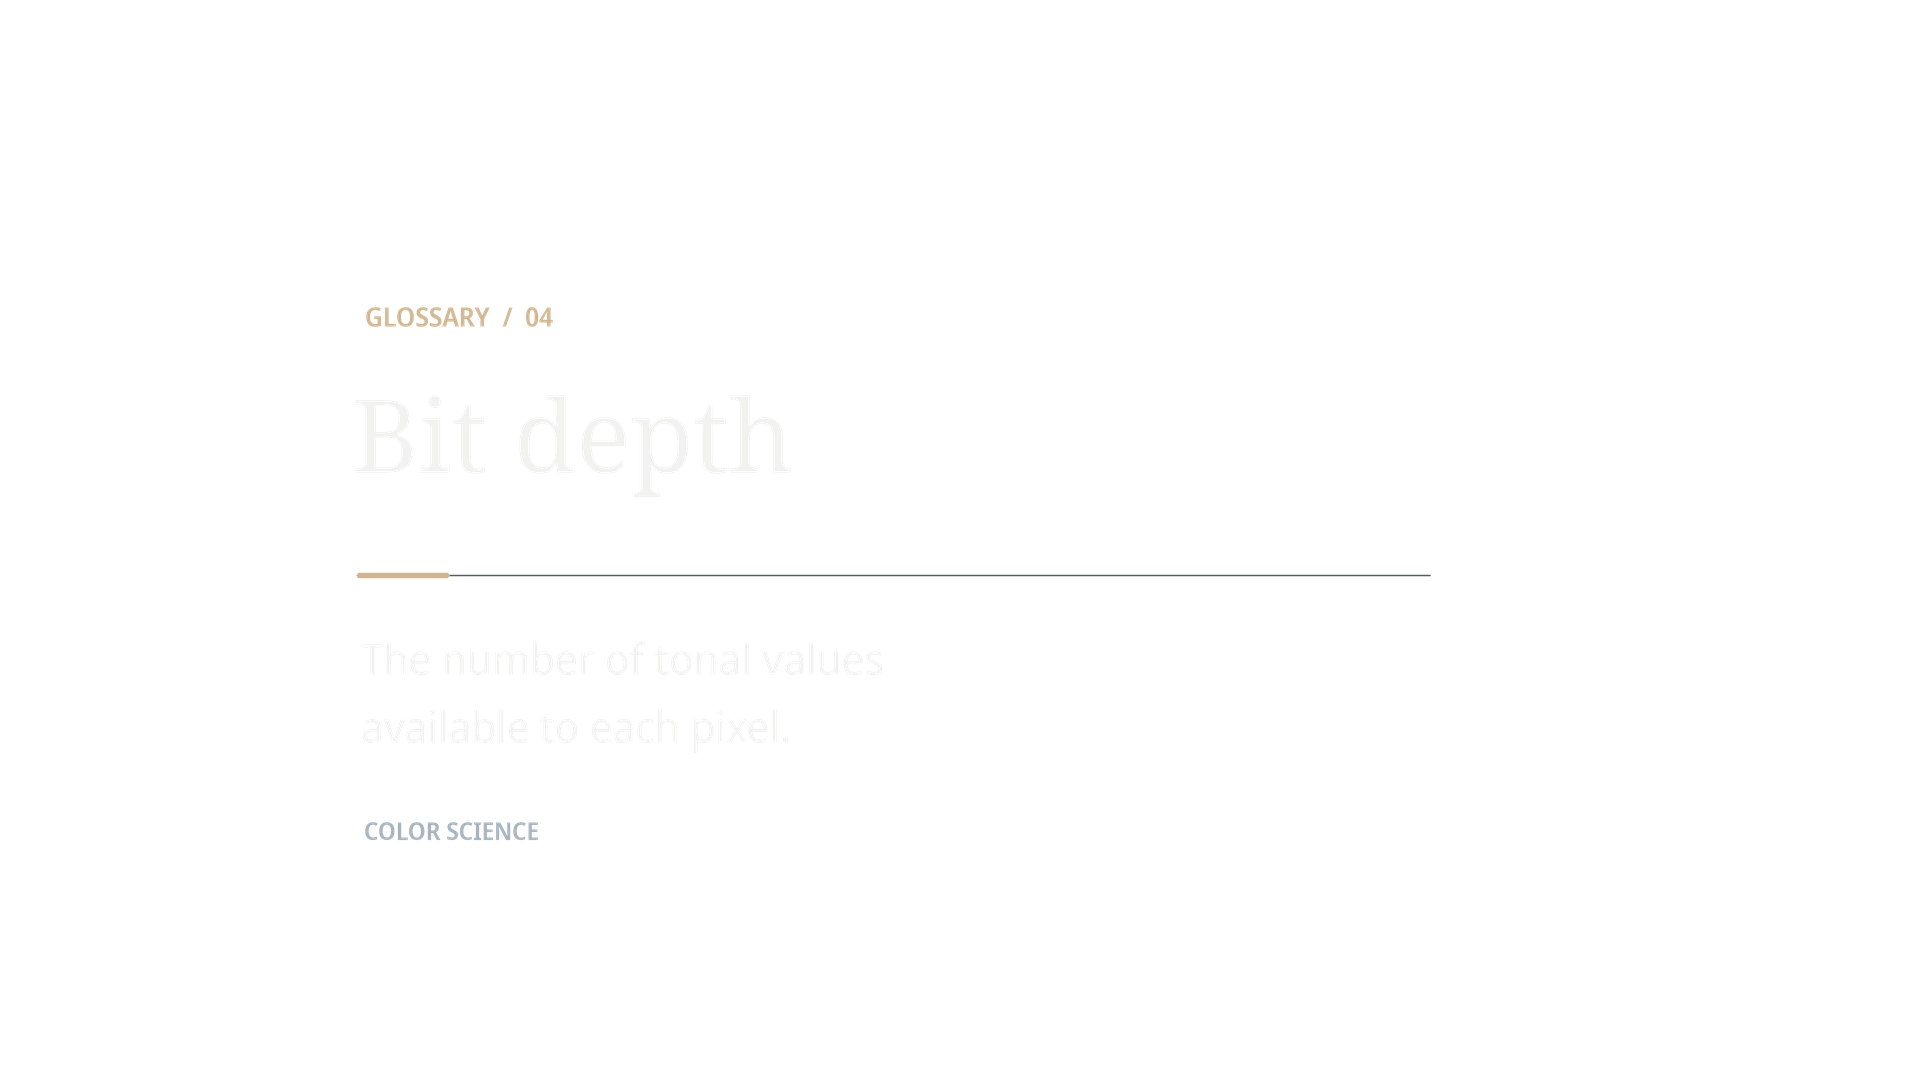 GLOSSARY / 04
Bit depth
The number of tonal values
available to each pixel.
COLOR SCIENCE